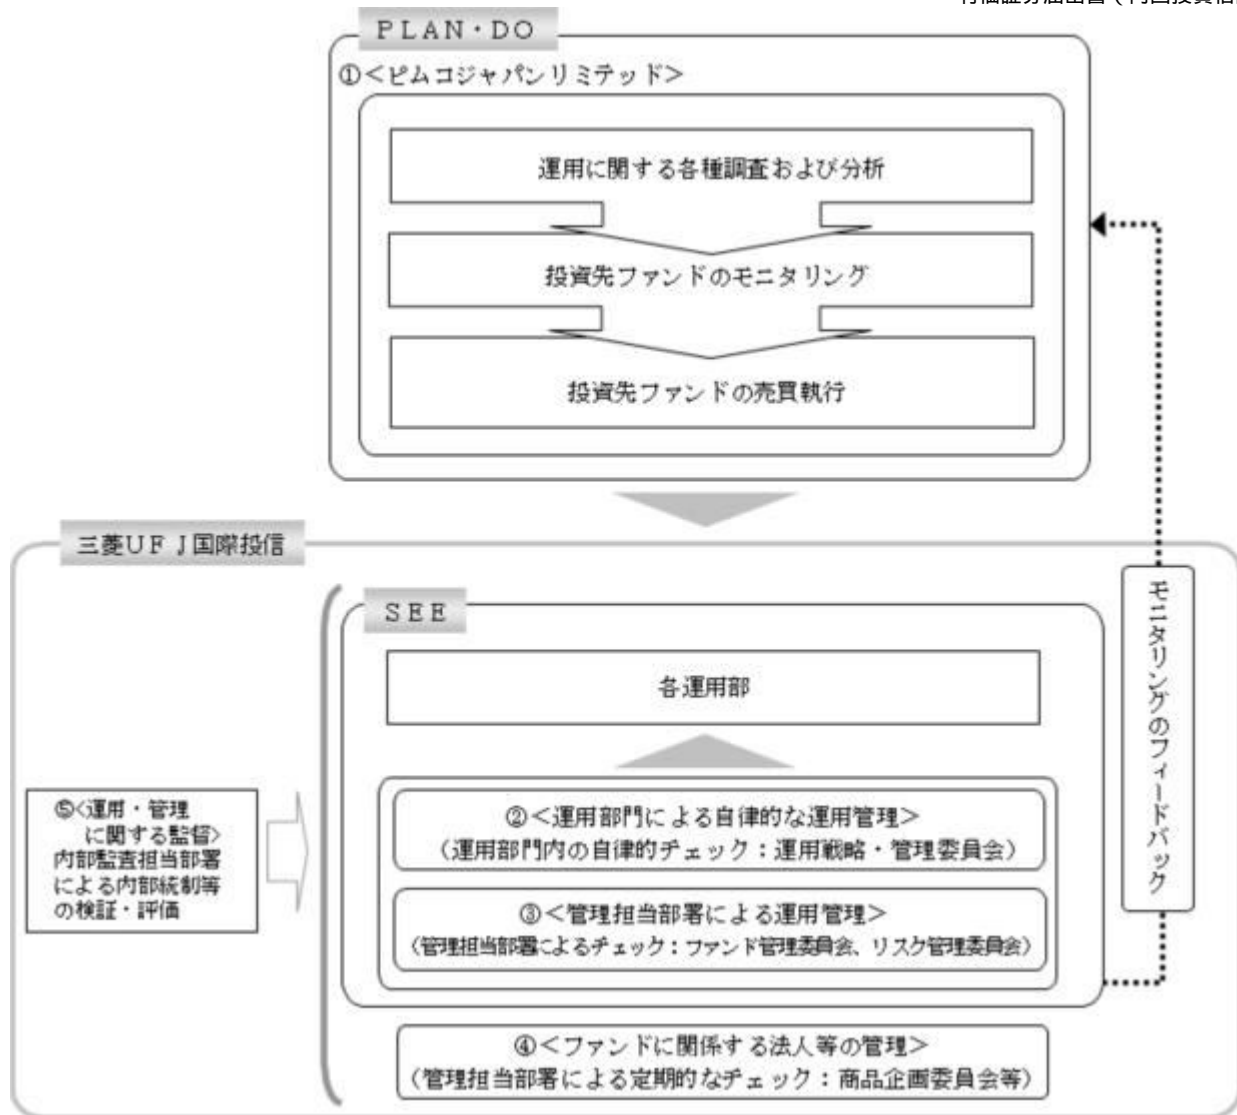 PLAN・DO
①＜ピムコジャパンリミテッド＞
運用に関する各種調査および分析
投資先ファンドのモニタリング
投資先ファンドの売買執行
三菱UFJ国際投信
SEE
各運用部
②＜運用部門による自律的な運用管理＞
（運用部門内の自律的チェック：運用戦略・管理委員会）
③＜管理担当部署による運用管理＞
（管理担当部署によるチェック：ファンド管理委員会、リスク管理委員会）
④＜ファンドに関係する法人等の管理＞
（管理担当部署による定期的なチェック：商品企画委員会等）
⑤＜運用・管理
に関する監督＞
内部監査担当部署
による内部統制等
の検証・評価
モニタリングのフィードバック